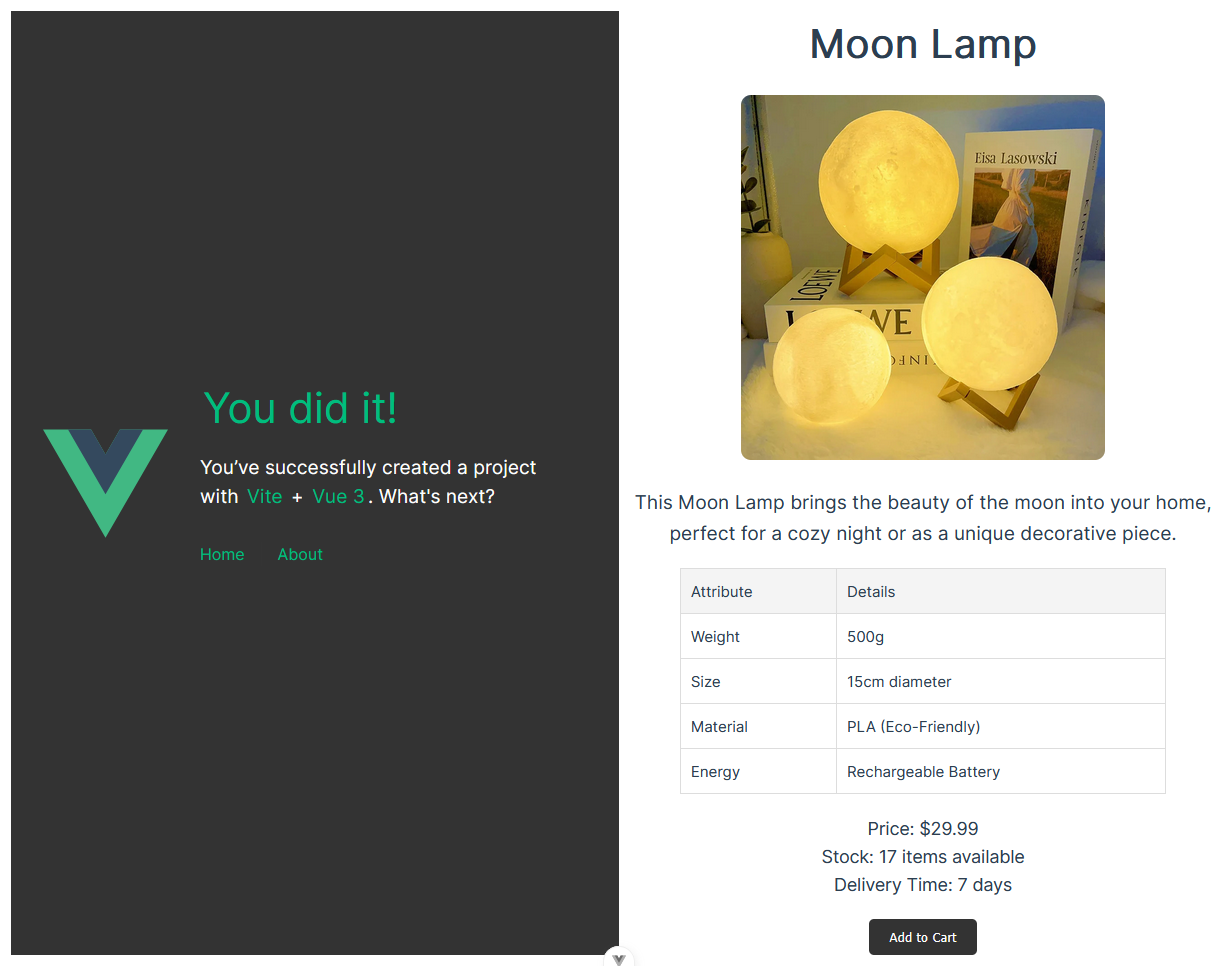 You did it!
You’ve successfully created a project
with Vite + Vue 3. What's next?
Home About
Moon Lamp
Eisa Lasowski
KINFO
LOEWE
WE
INFO
This Moon Lamp brings the beauty of the moon into your home,
perfect for a cozy night or as a unique decorative piece.
Attribute Details
Weight 500g
Size 15cm diameter
Material PLA (Eco-Friendly)
Energy Rechargeable Battery
Price: $29.99
Stock: 17 items available
Delivery Time: 7 days
Add to Cart